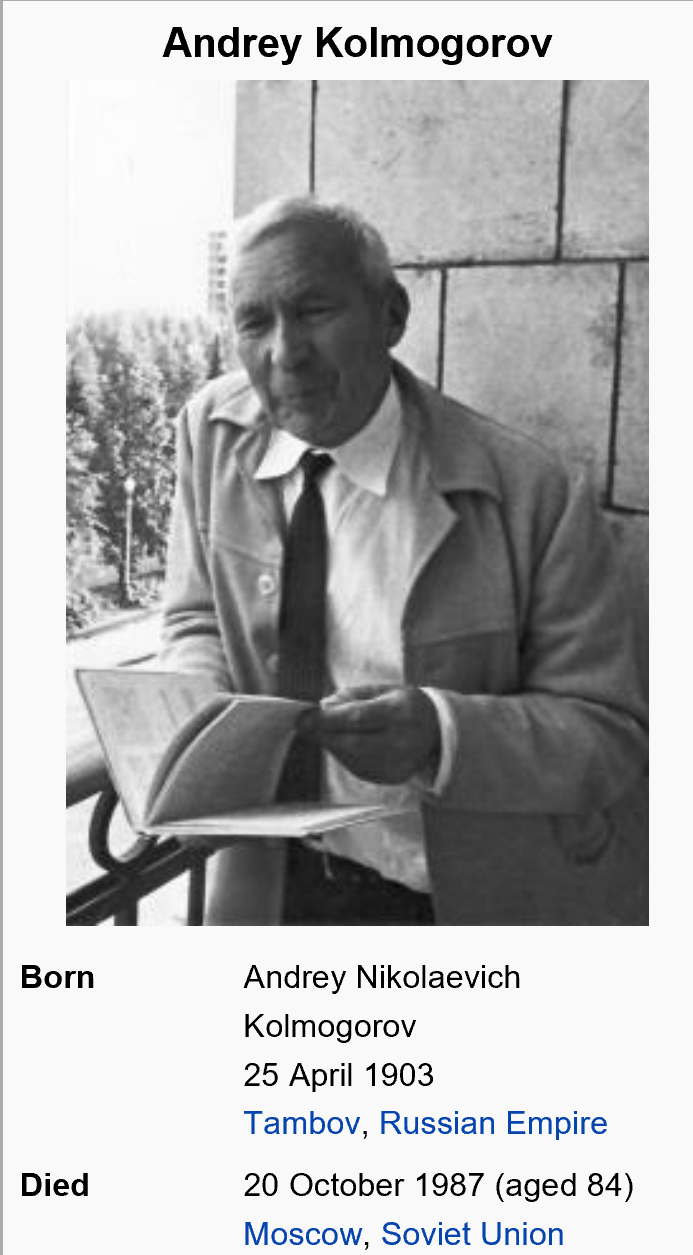 Andrey Kolmogorov
Born Andrey Nikolaevich
Kolmogorov
25 April 1903
Tambov, Russian Empire
Died 20 October 1987 (aged 84)
Moscow, Soviet Union